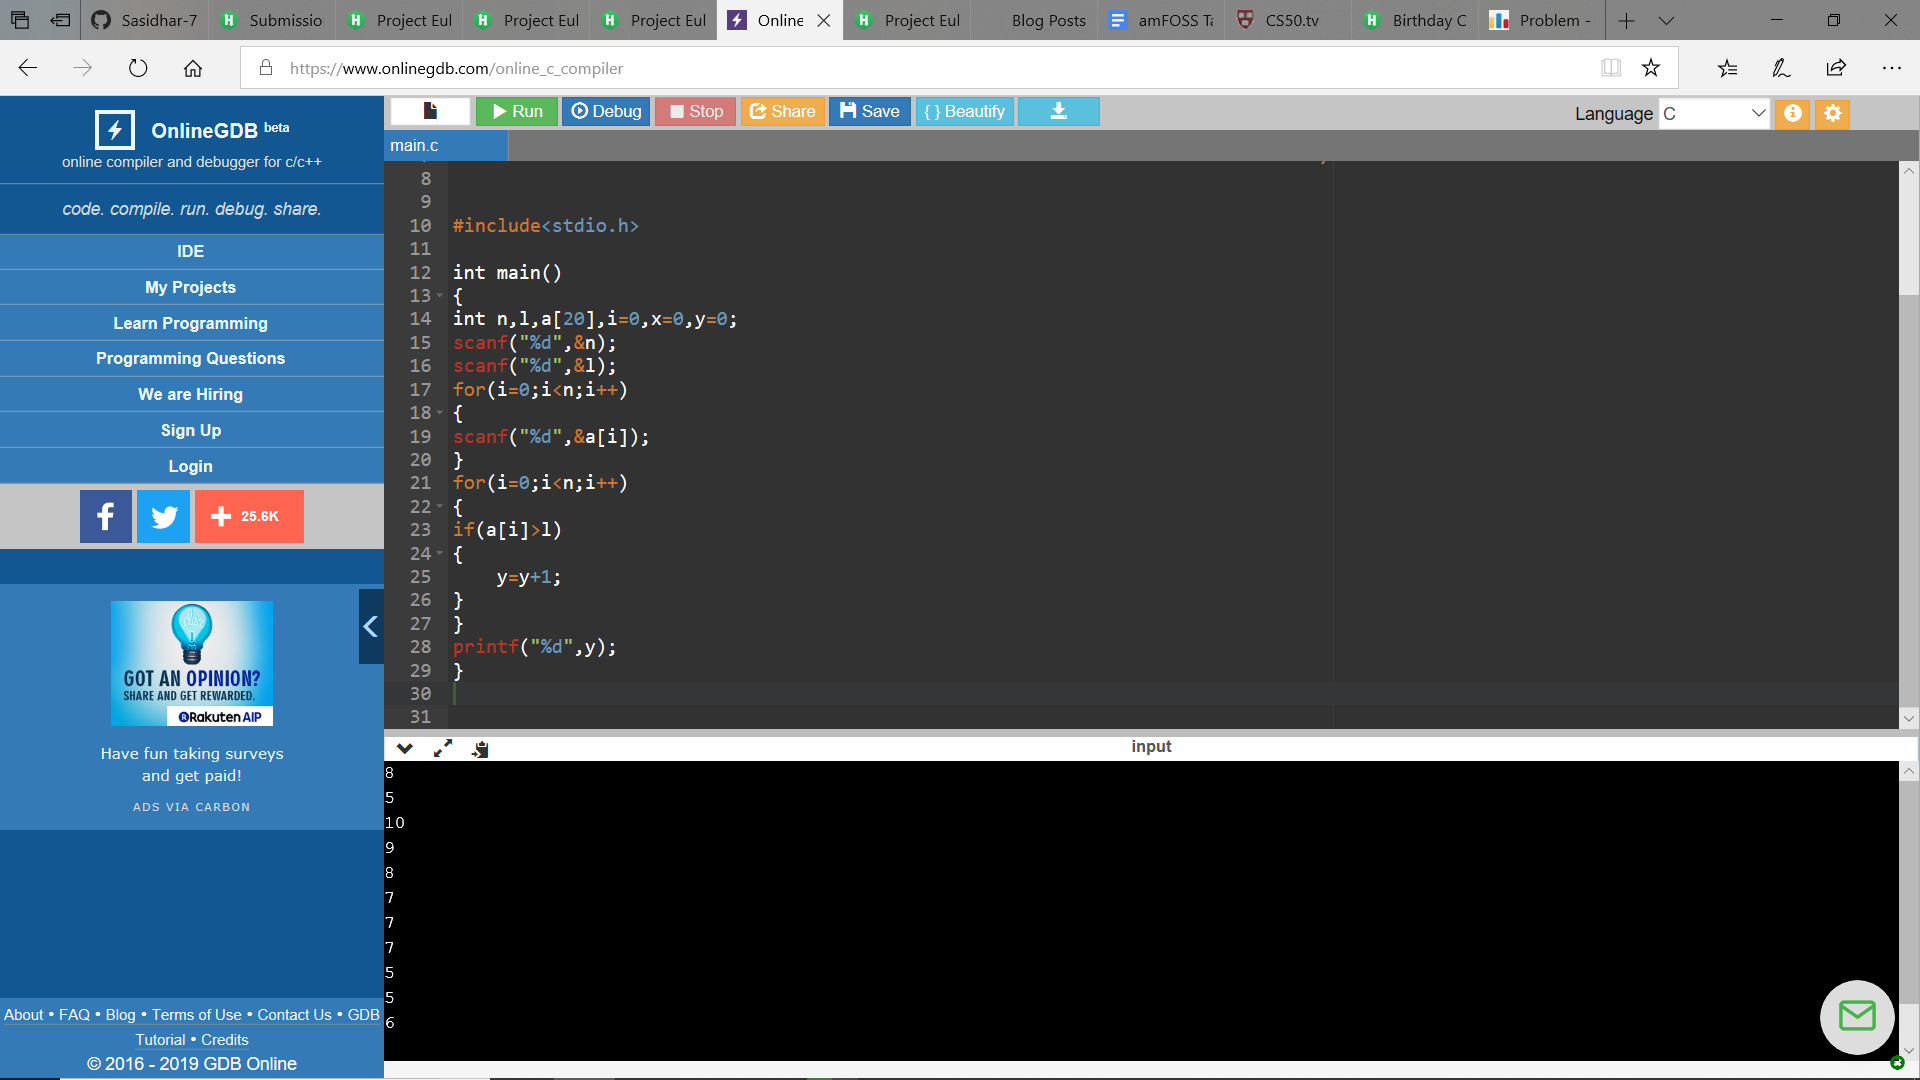 Sasidhar-7 Submissio Project Eul Project Eul Project Eul Online Project Eul Blog Posts amFOSS Ta CS50.tv Birthday C Problem -
https://www.onlinegdb.com/online_c_compiler
Run Debug Stop Share Save { } Beautify Language C
OnlineGDB beta
online compiler and debugger for c/c++
code. compile. run. debug. share.
IDE
My Projects
Learn Programming
Programming Questions
We are Hiring
Sign Up
Login
25.6K
GOT AN OPINION?
SHARE AND GET REWARDED.
Rakuten AIP
Have fun taking surveys
and get paid!
ADS VIA CARBON
About • FAQ • Blog • Terms of Use • Contact Us • GDB
Tutorial • Credits
© 2016 - 2019 GDB Online
main.c
8
9
10 #include<stdio.h>
11
12 int main()
13 {
14 int n,l,a[20],i=0,x=0,y=0;
15 scanf("%d",&n);
16 scanf("%d",&l);
17 for(i=0;i<n;i++)
18 {
19 scanf("%d",&a[i]);
20 }
21 for(i=0;i<n;i++)
22 {
23 if(a[i]>l)
24 {
25 y=y+1;
26 }
27 }
28 printf("%d",y);
29 }
30
31
input
8
5
10
9
8
7
7
7
5
5
6